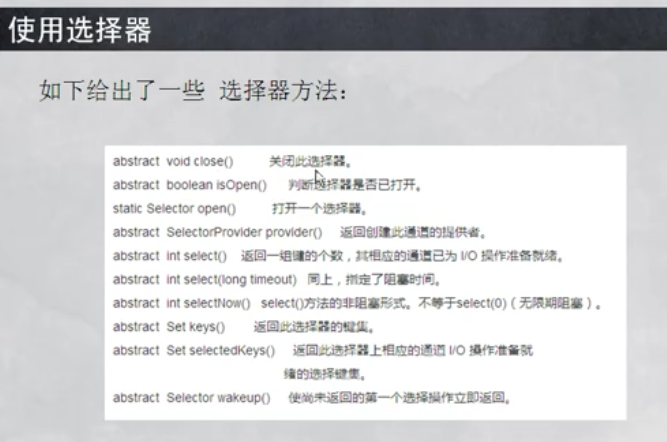 使用选择器
如下给出了一些 选择器方法：
abstract void close() 关闭此选择器。
abstract boolean isOpen() 判断选择器是否已打开。
static Selector open() 打开一个选择器。
abstract SelectorProvider provider() 返回创建此通道的提供者。
abstract int select() 返回一组键的个数，其相应的通道已为 I/O 操作准备就绪。
abstract int select(long timeout) 同上，指定了阻塞时间。
abstract int selectNow() select()方法的非阻塞形式。不等于select(0)（无限期阻塞）。
abstract Set keys() 返回此选择器的键集。
abstract Set selectedKeys() 返回此选择器上相应的通道 I/O 操作准备就
绪的选择键集。
abstract Selector wakeup() 使尚未返回的第一个选择操作立即返回。